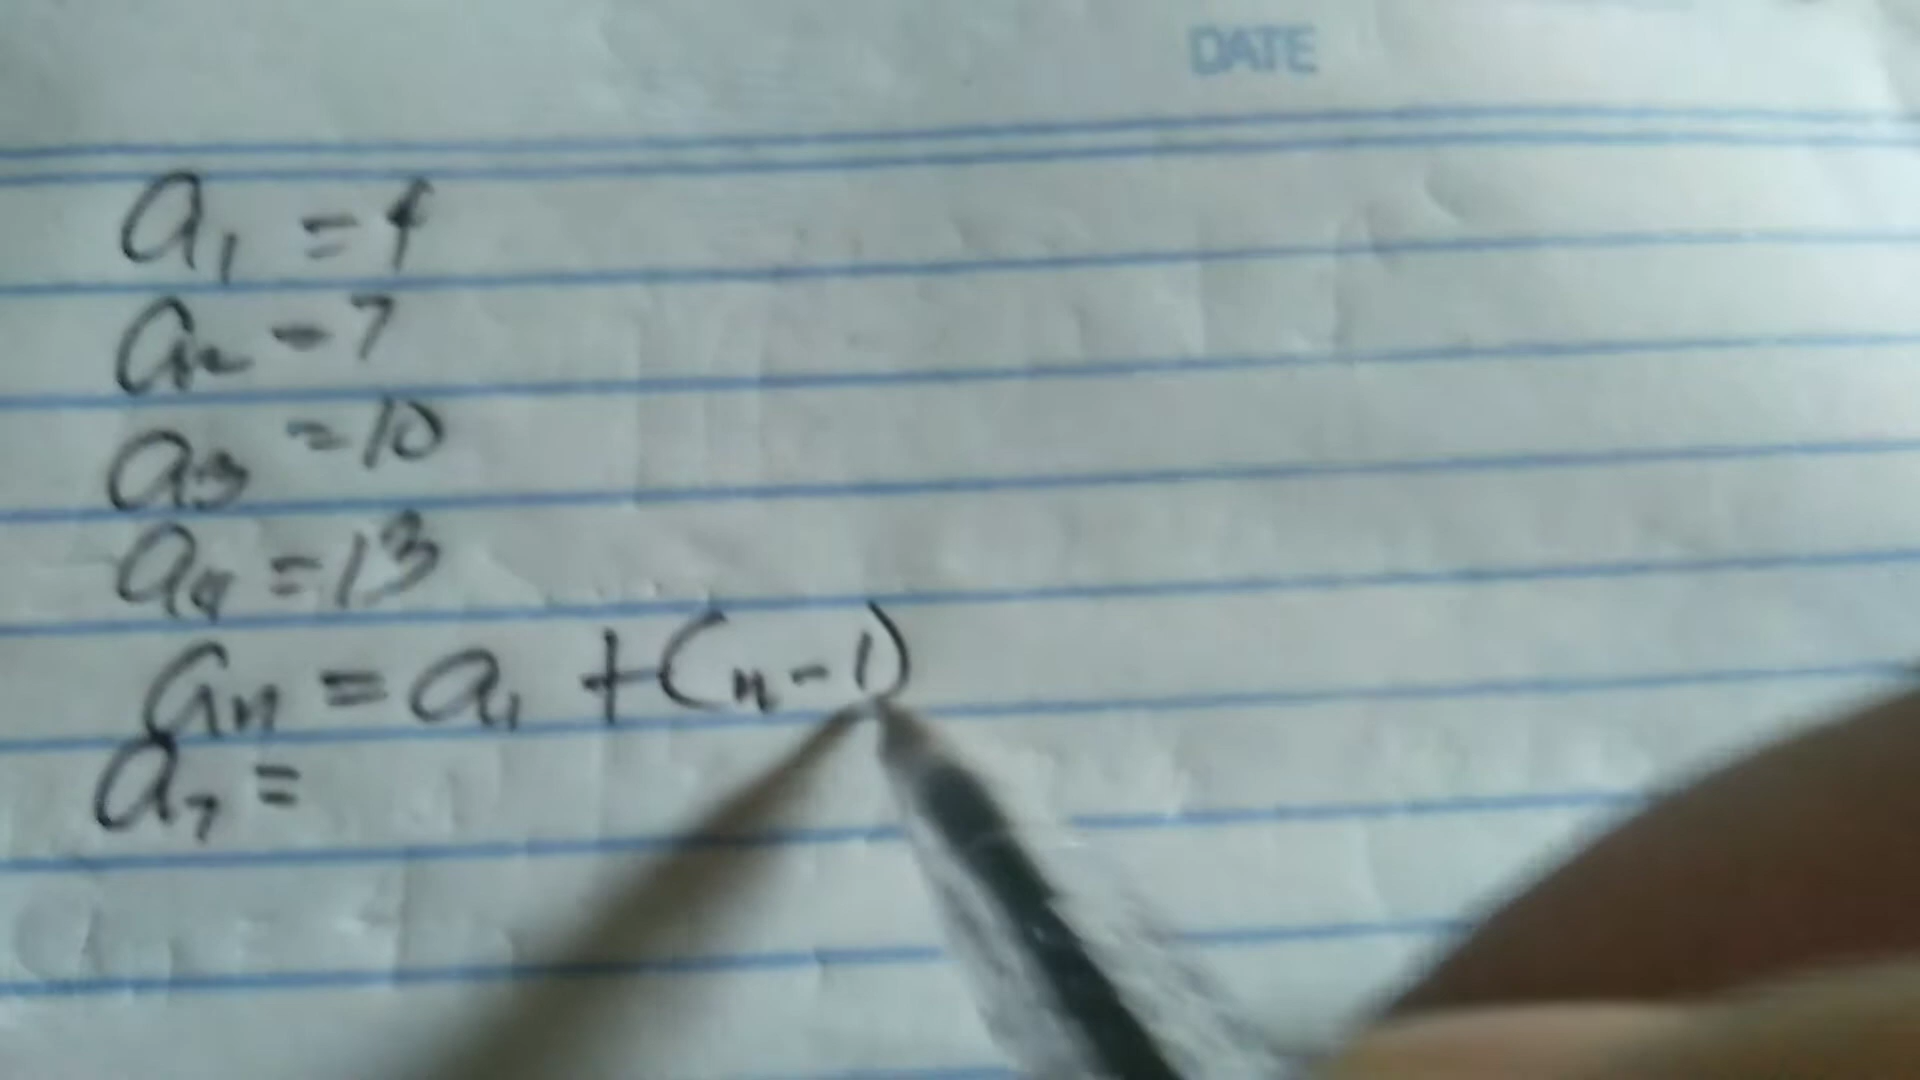 DATE
a₁ = 4
a₂ = 7
a₃ = 10
a₄ = 13
aₙ = a₁ + (n - 1)
a₇ =